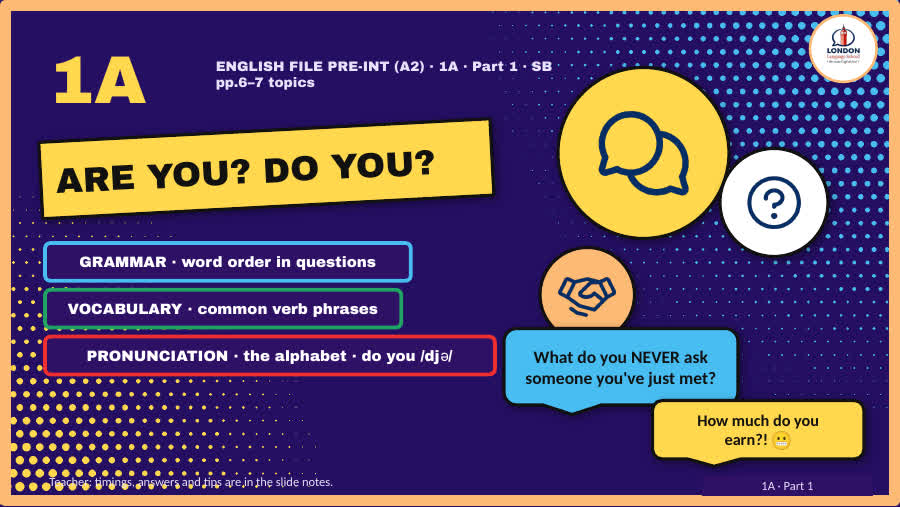 1A
ENGLISH FILE PRE-INT (A2) · 1A · Part 1 · SB
pp.6–7 topics
LONDON
Language School
ARE YOU? DO YOU?
GRAMMAR · word order in questions
VOCABULARY · common verb phrases
PRONUNCIATION · the alphabet · do you /djə/
What do you NEVER ask
someone you've just met?
How much do you
earn?! 😬
Teacher: timings, answers and tips are in the slide notes.
1A · Part 1